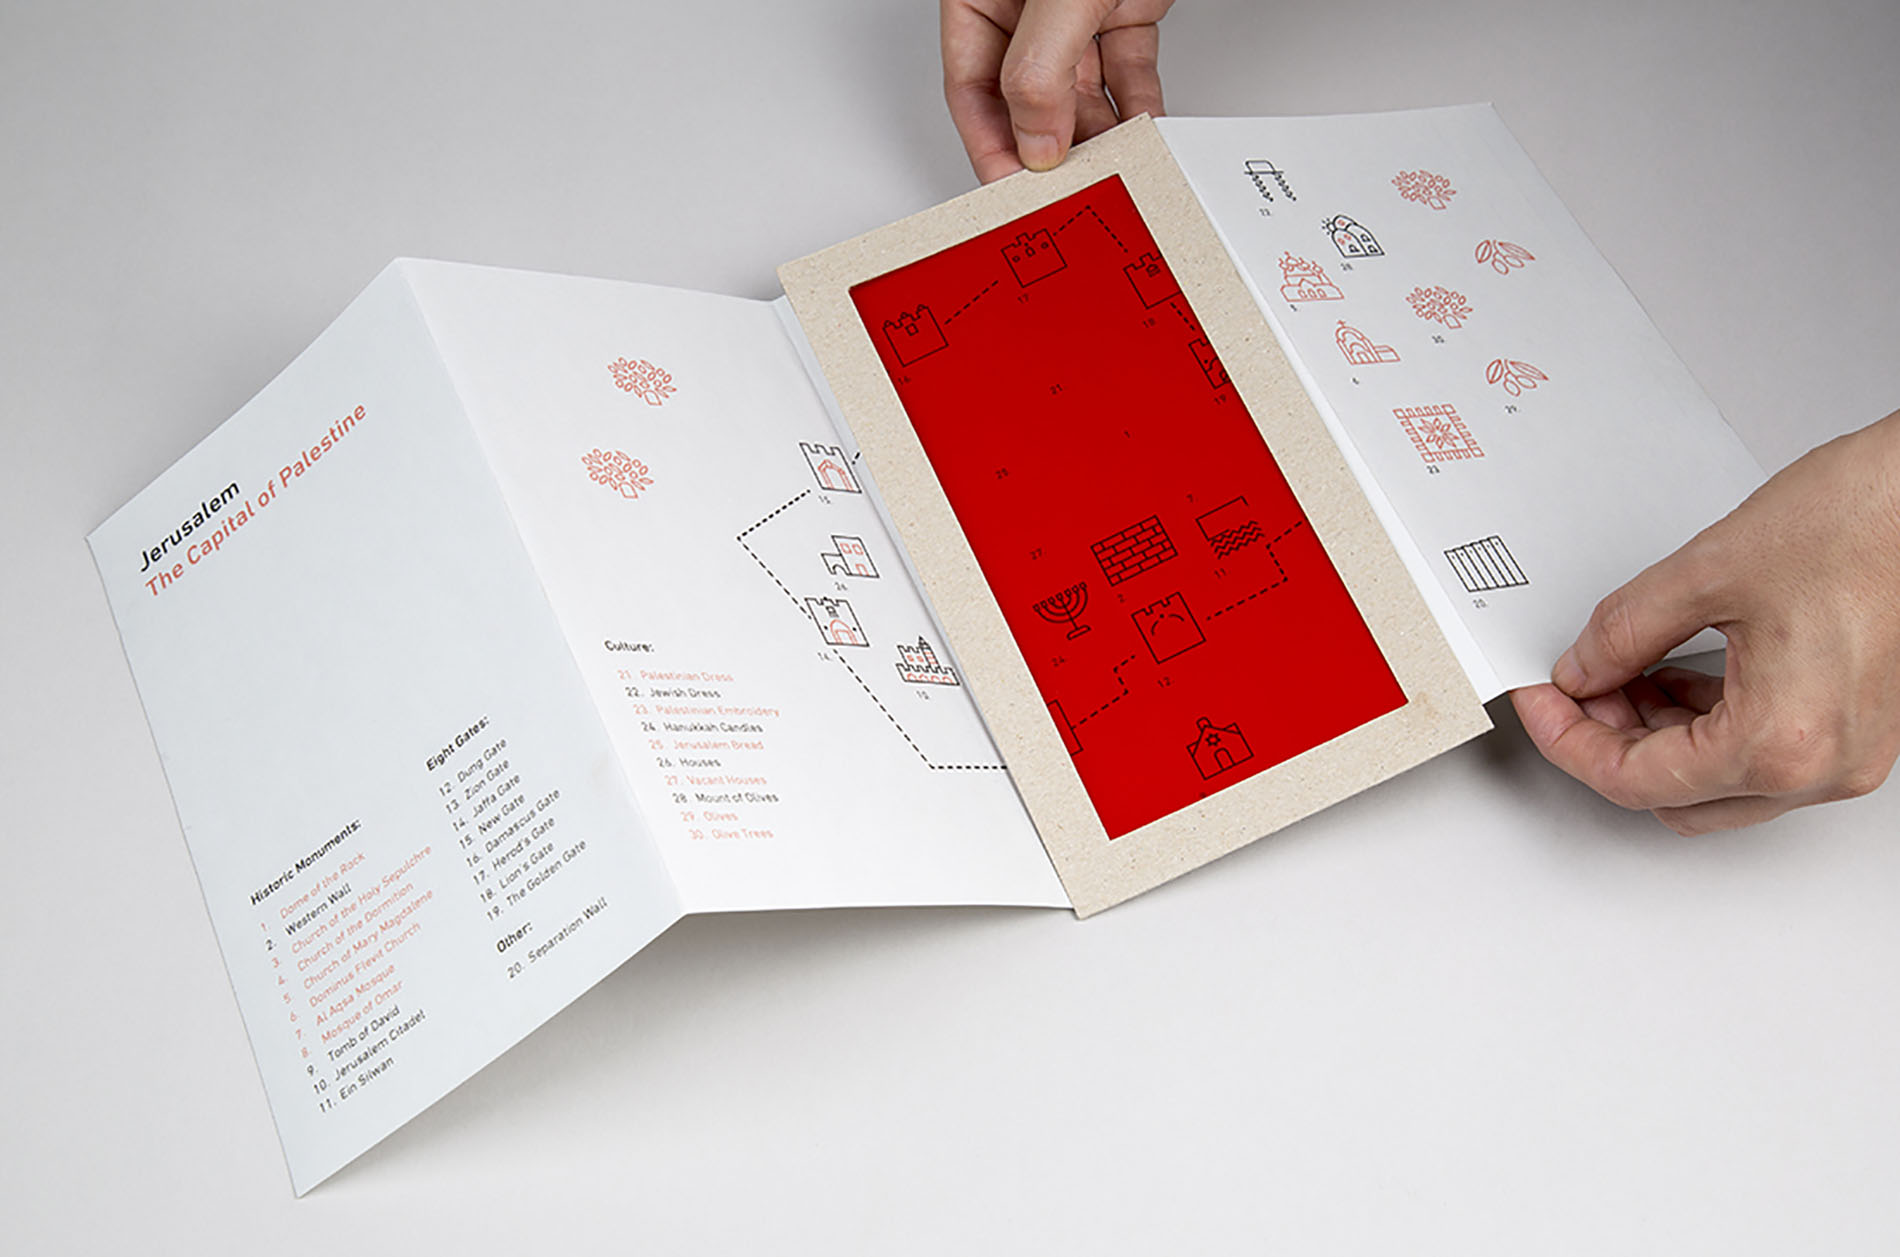 Jerusalem
The Capital of Palestine
Historic Monuments:
1. Dome of the Rock
2. Western Wall
3. Church of the Holy Sepulchre
4. Church of the Dormition
5. Church of Mary Magdalene
6. Dominus Flevit Church
7. Al Aqsa Mosque
8. Mosque of Omar
9. Tomb of David
10. Jerusalem Citadel
11. Ein Silwan
Eight Gates:
12. Dung Gate
13. Zion Gate
14. Jaffa Gate
15. New Gate
16. Damascus Gate
17. Herod's Gate
18. Lion's Gate
19. The Golden Gate
Other:
20. Separation Wall
Culture:
21. Palestinian Dress
22. Jewish Dress
23. Palestinian Embroidery
24. Hanukkah Candles
25. Jerusalem Bread
26. Houses
27. Vacant Houses
28. Mount of Olives
29. Olives
30. Olive Trees
15.
26.
14.
10.
17.
16.
18.
19.
21
1
25
7
27
11
2
24.
12.
22.
30.
6.
29.
23.
20.